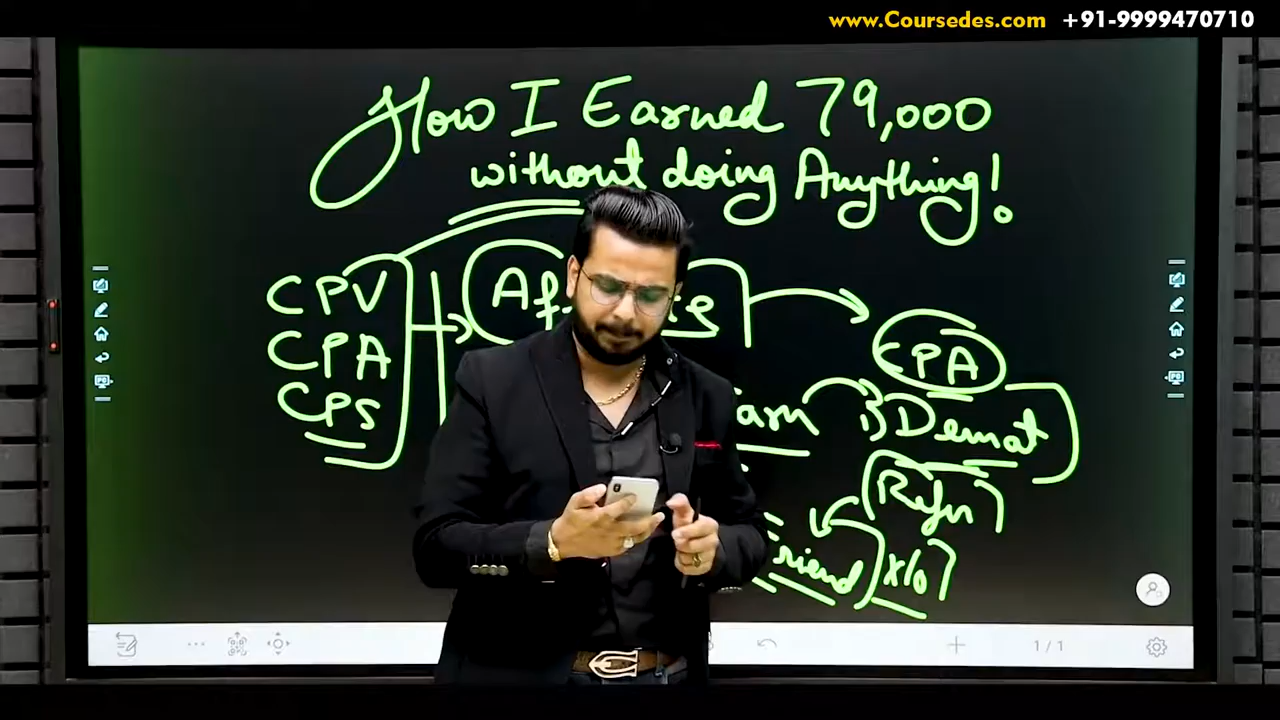 www.Coursedes.com +91-9999470710
How I Earned 79,000
without doing Anything!
CPV
CPA
CPS
CPA
Demat
Refer
x10
1/1